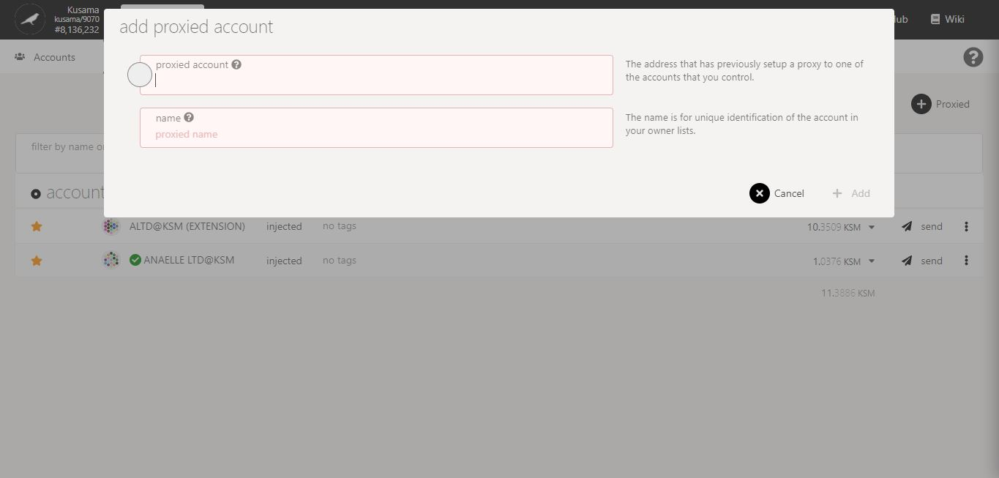 Kusama
kusama/9070
#8,136,232
Wiki
Accounts
add proxied account
proxied account
The address that has previously setup a proxy to one of
the accounts that you control.
name
proxied name
The name is for unique identification of the account in
your owner lists.
Cancel
Add
Proxied
filter by name
account
ALTD@KSM (EXTENSION) injected no tags 10.3509 KSM send
ANAELLE LTD@KSM injected no tags 1.0376 KSM send
11.3886 KSM